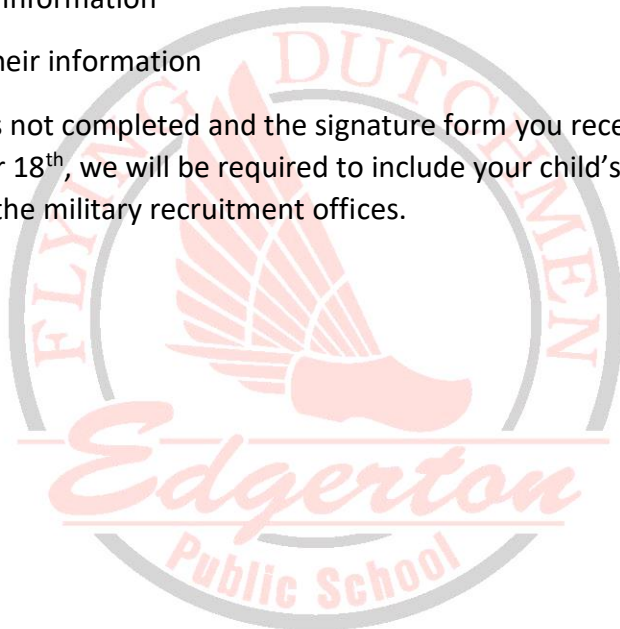 information
heir information
s not completed and the signature form you rece
r 18th, we will be required to include your child's
the military recruitment offices.
FLYING DUTCHMEN
Edgerton
Public School